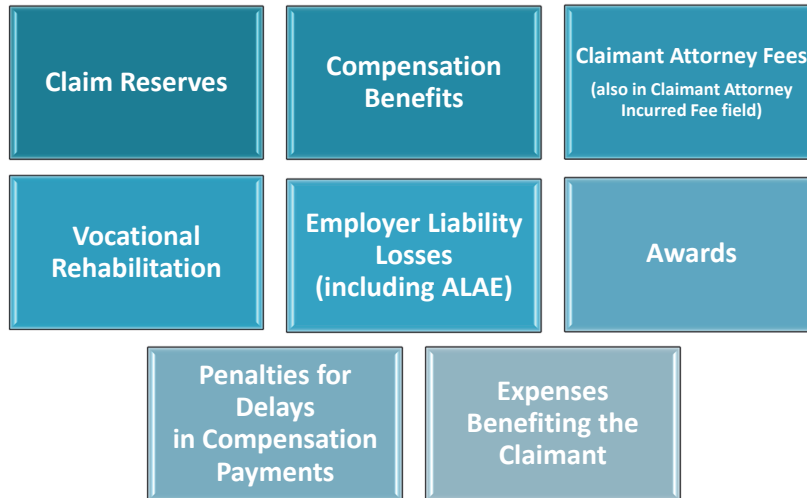 Claim Reserves
Compensation
Benefits
Claimant Attorney Fees
(also in Claimant Attorney
Incurred Fee field)
Vocational
Rehabilitation
Employer Liability
Losses
(including ALAE)
Awards
Penalties for
Delays
in Compensation
Payments
Expenses
Benefiting the
Claimant